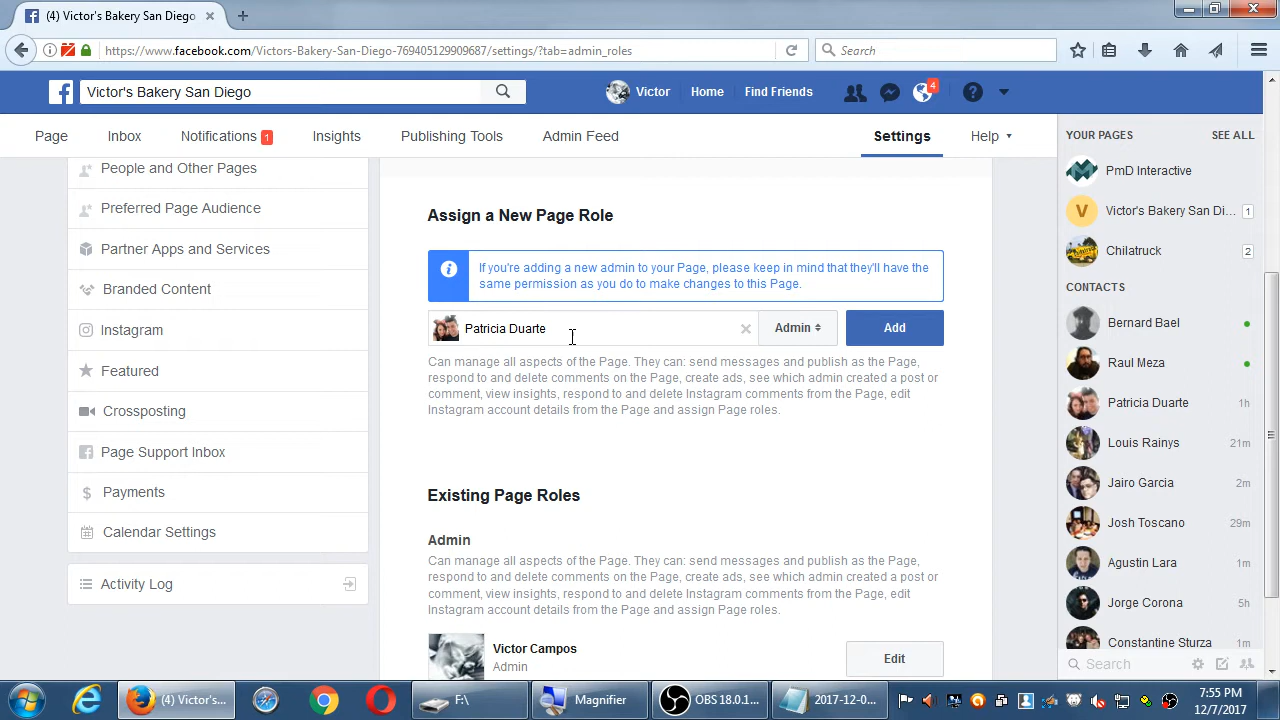 (4) Victor's Bakery San Diego
https://www.facebook.com/Victors-Bakery-San-Diego-769405129909687/settings/?tab=admin_roles
Search
Victor's Bakery San Diego
Victor
Home
Find Friends
4
Page
Inbox
Notifications 1
Insights
Publishing Tools
Admin Feed
Settings
Help
People and Other Pages
Preferred Page Audience
Partner Apps and Services
Branded Content
Instagram
Featured
Crossposting
Page Support Inbox
Payments
Calendar Settings
Activity Log
Assign a New Page Role
If you're adding a new admin to your Page, please keep in mind that they'll have the
same permission as you do to make changes to this Page.
Patricia Duarte
Admin
Add
Can manage all aspects of the Page. They can: send messages and publish as the Page,
respond to and delete comments on the Page, create ads, see which admin created a post or
comment, view insights, respond to and delete Instagram comments from the Page, edit
Instagram account details from the Page and assign Page roles.
Existing Page Roles
Admin
Can manage all aspects of the Page. They can: send messages and publish as the Page,
respond to and delete comments on the Page, create ads, see which admin created a post or
comment, view insights, respond to and delete Instagram comments from the Page, edit
Instagram account details from the Page and assign Page roles.
Victor Campos
Admin
Edit
YOUR PAGES
SEE ALL
PmD Interactive
V Victor's Bakery San Di... 1
Chilatruck 2
CONTACTS
Bernard Bael
Raul Meza
Patricia Duarte 1h
Louis Rainys 21m
Jairo Garcia 2m
Josh Toscano 29m
Agustin Lara 1m
Jorge Corona 5h
Constantine Sturza 1m
Search
(4) Victor's...
F:\
Magnifier
OBS 18.0.1...
2017-12-0...
7:55 PM
12/7/2017